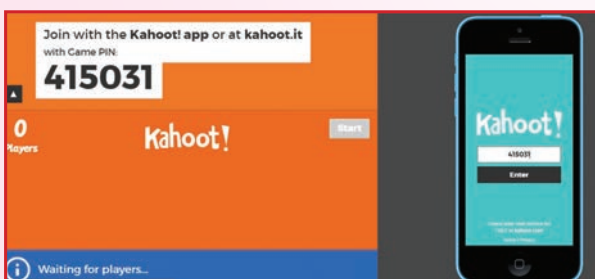 Join with the Kahoot! app or at kahoot.it
with Game PIN:
415031
0
Players
Kahoot!
Start
Waiting for players...
Kahoot!
415031
Enter